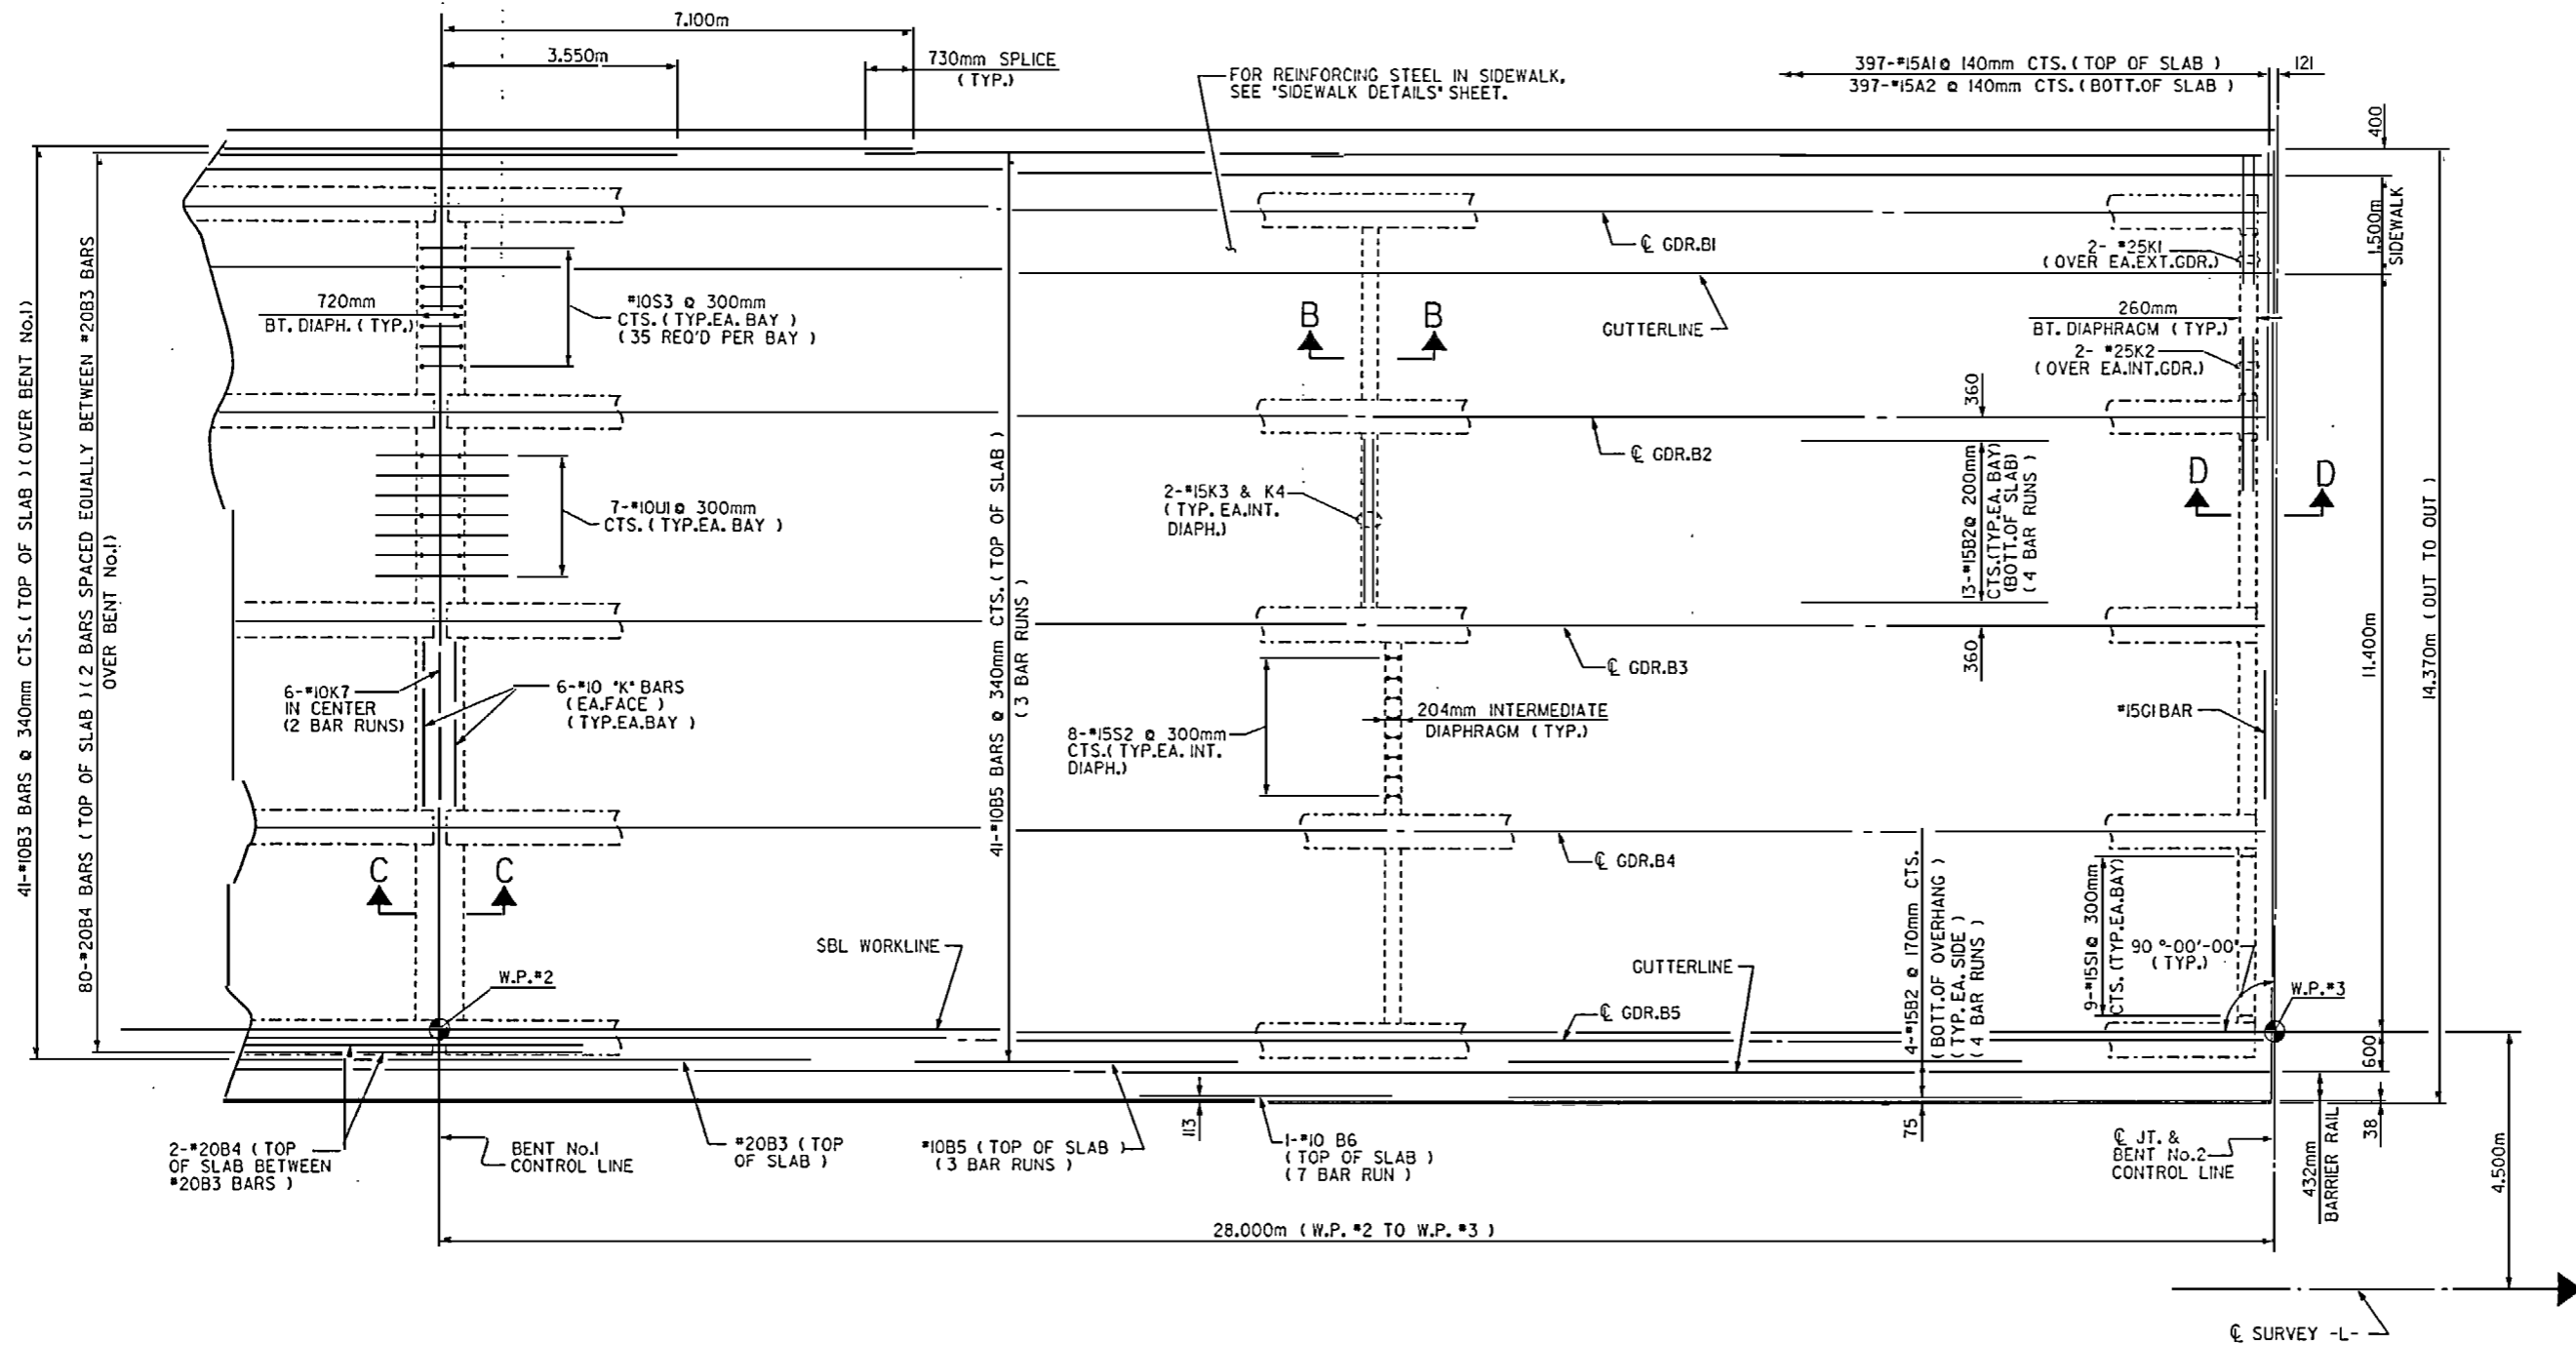 7.100m
3.550m
730mm SPLICE
( TYP.)
FOR REINFORCING STEEL IN SIDEWALK,
SEE "SIDEWALK DETAILS" SHEET.
397-#15A1@ 140mm CTS.( TOP OF SLAB )
397-#15A2 @ 140mm CTS.(BOTT.OF SLAB )
121
400
1.500m
SIDEWALK
41-#10B3 BARS @ 340mm CTS.(TOP OF SLAB )(OVER BENT No.1)
80-#20B4 BARS ( TOP OF SLAB )( 2 BARS SPACED EQUALLY BETWEEN #20B3 BARS
OVER BENT No.1)
720mm
BT. DIAPH. ( TYP.)
#10S3 @ 300mm
CTS.( TYP.EA. BAY )
( 35 REQ'D PER BAY )
7-#10U1@ 300mm
CTS.( TYP.EA. BAY )
6-#10K7
IN CENTER
(2 BAR RUNS)
6-#10 "K" BARS
( EA.FACE )
( TYP.EA.BAY )
C
C
W.P.#2
SBL WORKLINE
41-#10B5 BARS @ 340mm CTS.( TOP OF SLAB )
( 3 BAR RUNS )
B
B
℄ GDR.B1
GUTTERLINE
℄ GDR.B2
2-#15K3 & K4
( TYP. EA.INT.
DIAPH.)
℄ GDR.B3
204mm INTERMEDIATE
DIAPHRAGM ( TYP.)
8-#15S2 @ 300mm
CTS.( TYP.EA. INT.
DIAPH.)
℄ GDR.B4
GUTTERLINE
℄ GDR.B5
2- #25K1
( OVER EA.EXT.GDR.)
260mm
BT. DIAPHRAGM ( TYP.)
2- #25K2
( OVER EA.INT.GDR.)
360
13-#15B2@ 200mm
CTS.(TYP.EA. BAY)
(BOTT.OF SLAB)
( 4 BAR RUNS )
360
D
D
#15G1 BAR
11.400m
14.370m ( OUT TO OUT )
4-#15B2 @ 170mm CTS.
( BOTT.OF OVERHANG )
( TYP.EA. SIDE )
( 4 BAR RUNS )
9-#15S1@ 300mm
CTS. (TYP.EA.BAY)
90 °-00'-00"
( TYP.)
W.P.#3
600
38
432mm
BARRIER RAIL
4.500m
75
113
2-#20B4 ( TOP
OF SLAB BETWEEN
#20B3 BARS )
BENT No.1
CONTROL LINE
#20B3 ( TOP
OF SLAB )
#10B5 ( TOP OF SLAB )
( 3 BAR RUNS )
1-#10 B6
( TOP OF SLAB )
( 7 BAR RUN )
℄ JT. &
BENT No.2
CONTROL LINE
28.000m ( W.P. #2 TO W.P. #3 )
℄ SURVEY -L-